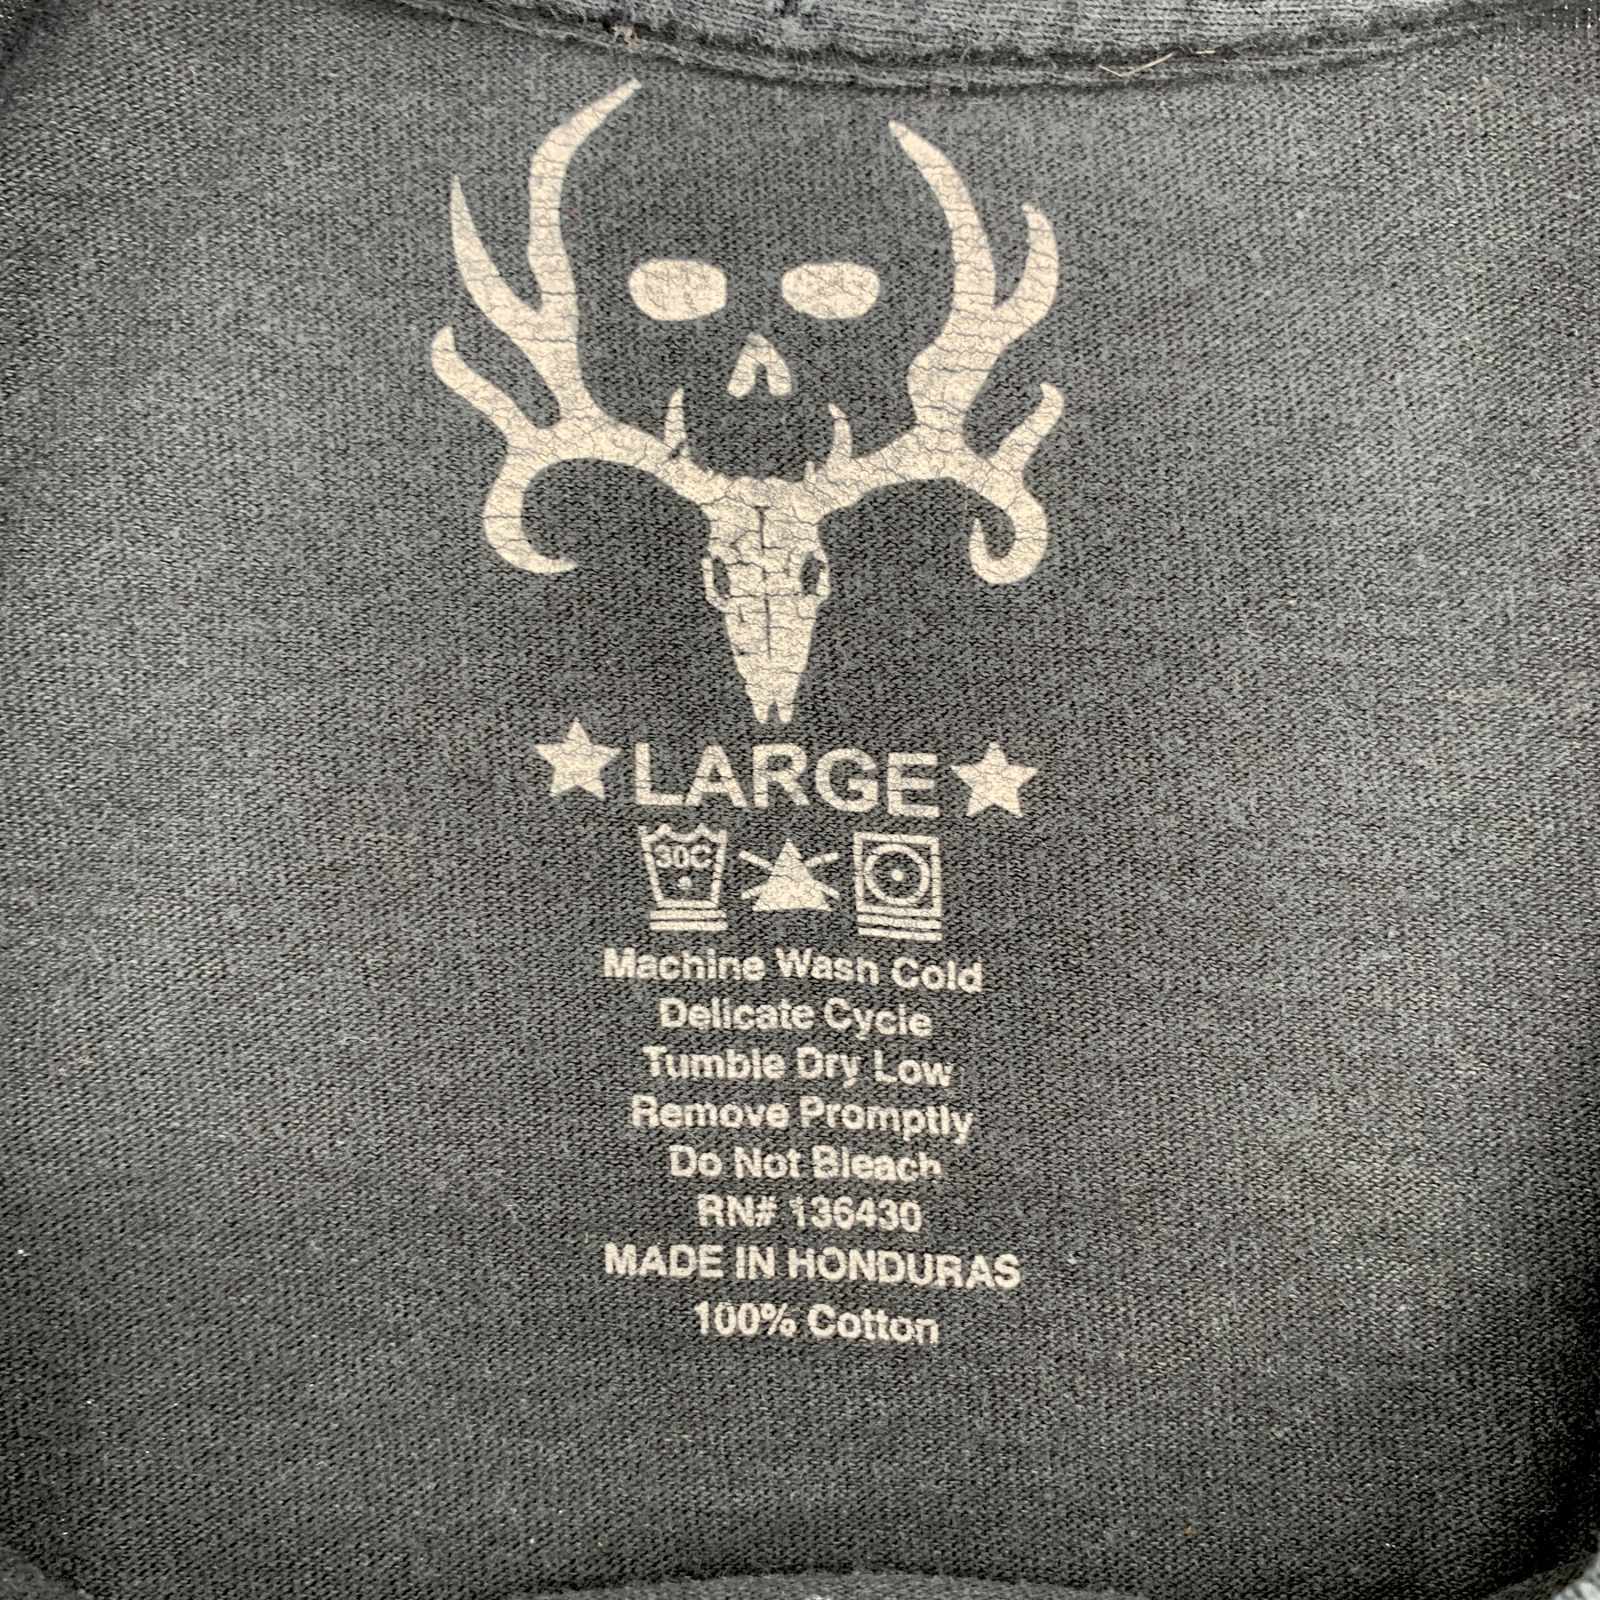 LARGE
30C
Machine Wash Cold
Delicate Cycle
Tumble Dry Low
Remove Promptly
Do Not Bleach
RN# 136430
MADE IN HONDURAS
100% Cotton